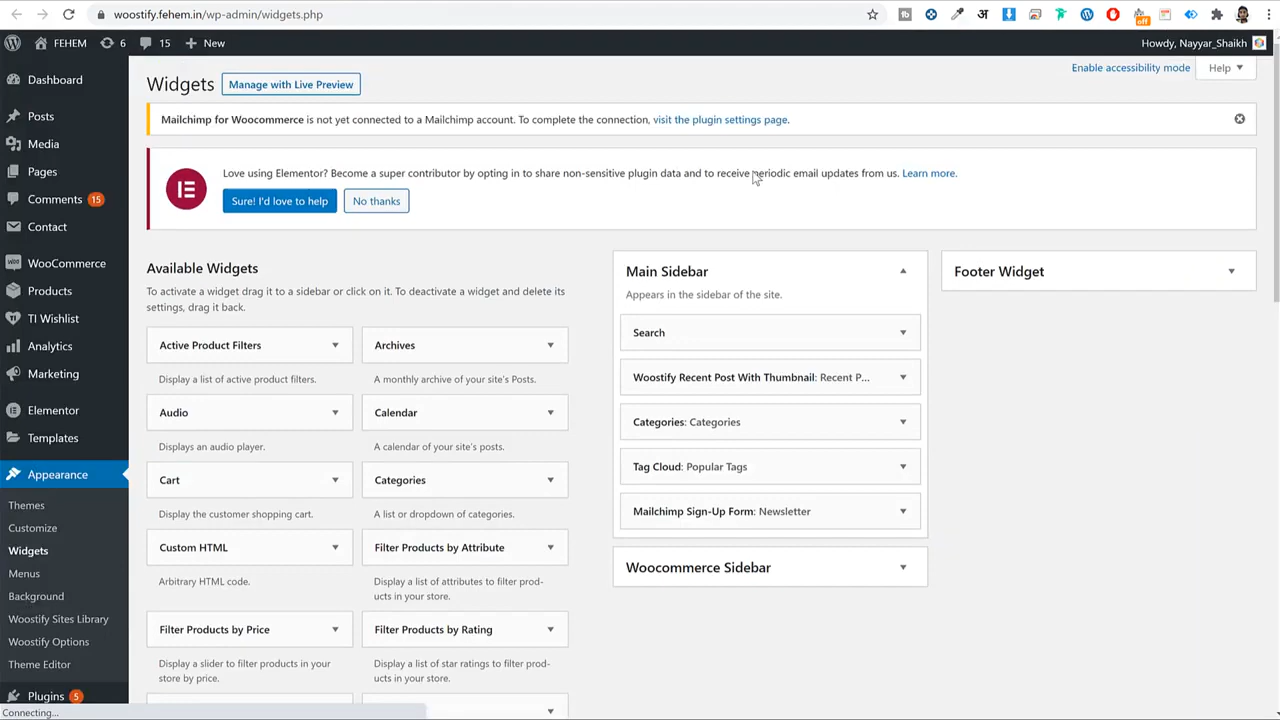 woostify.fehem.in/wp-admin/widgets.php
off
FEHEM
6
15
New
Howdy, Nayyar_Shaikh
Dashboard
Posts
Media
Pages
Comments 15
Contact
WooCommerce
Products
TI Wishlist
Analytics
Marketing
Elementor
Templates
Appearance
Themes
Customize
Widgets
Menus
Background
Woostify Sites Library
Woostify Options
Theme Editor
Plugins 5
Connecting...
Widgets
Manage with Live Preview
Enable accessibility mode
Help
Mailchimp for Woocommerce is not yet connected to a Mailchimp account. To complete the connection, visit the plugin settings page.
Love using Elementor? Become a super contributor by opting in to share non-sensitive plugin data and to receive periodic email updates from us. Learn more.
Sure! I'd love to help
No thanks
Available Widgets
To activate a widget drag it to a sidebar or click on it. To deactivate a widget and delete its
settings, drag it back.
Active Product Filters
Display a list of active product filters.
Archives
A monthly archive of your site's Posts.
Audio
Displays an audio player.
Calendar
A calendar of your site's posts.
Cart
Display the customer shopping cart.
Categories
A list or dropdown of categories.
Custom HTML
Arbitrary HTML code.
Filter Products by Attribute
Display a list of attributes to filter prod-
ucts in your store.
Filter Products by Price
Display a slider to filter products in your
store by price.
Filter Products by Rating
Display a list of star ratings to filter prod-
ucts in your store.
Main Sidebar
Appears in the sidebar of the site.
Search
Woostify Recent Post With Thumbnail: Recent P...
Categories: Categories
Tag Cloud: Popular Tags
Mailchimp Sign-Up Form: Newsletter
Woocommerce Sidebar
Footer Widget